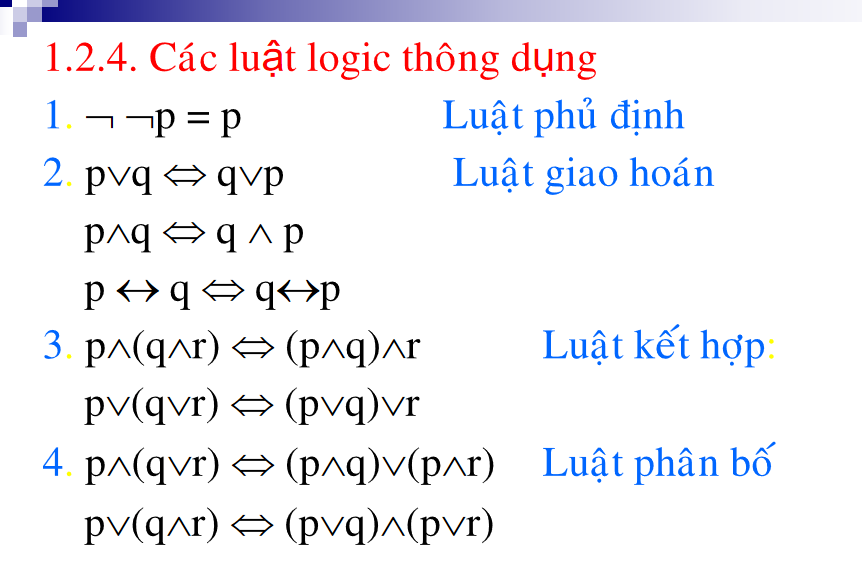 1.2.4. Các luật logic thông dụng
1. ¬ ¬p = p Luật phủ định
2. p∨q ⇔ q∨p Luật giao hoán
p∧q ⇔ q ∧ p
p ↔ q ⇔ q↔p
3. p∧(q∧r) ⇔ (p∧q)∧r Luật kết hợp:
p∨(q∨r) ⇔ (p∨q)∨r
4. p∧(q∨r) ⇔ (p∧q)∨(p∧r) Luật phân bố
p∨(q∧r) ⇔ (p∨q)∧(p∨r)